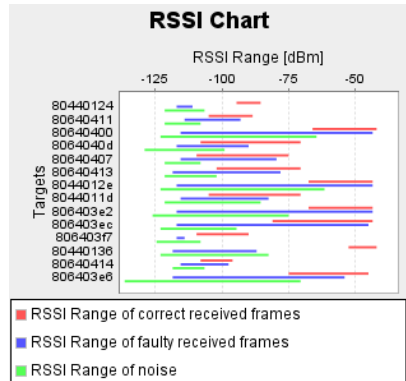 RSSI Chart
RSSI Range [dBm]
-125 -100 -75 -50
Targets
80440124
80640411
80640400
8064040d
80640407
80640413
8044012e
8044011d
806403e2
806403ec
806403f7
80440136
80640414
806403e6
RSSI Range of correct received frames
RSSI Range of faulty received frames
RSSI Range of noise